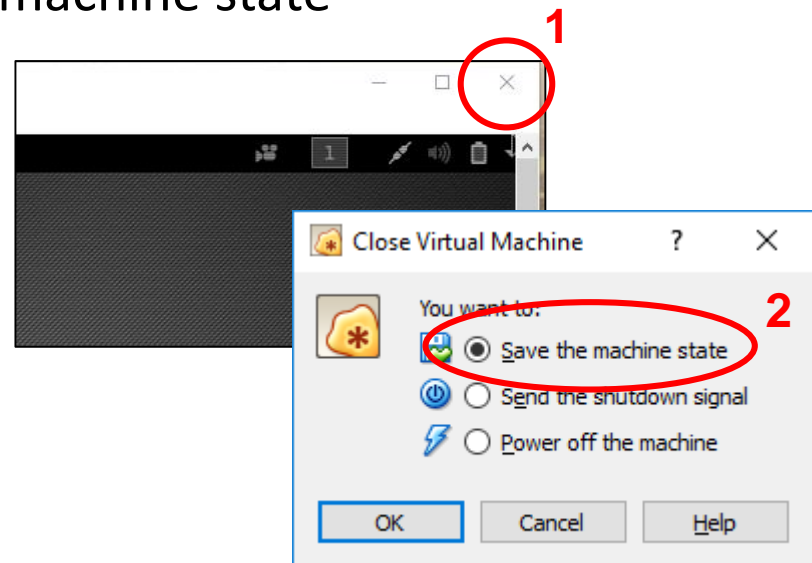 machine state
1
1
Close Virtual Machine ?
You want to:
2
Save the machine state
Send the shutdown signal
Power off the machine
OK Cancel Help